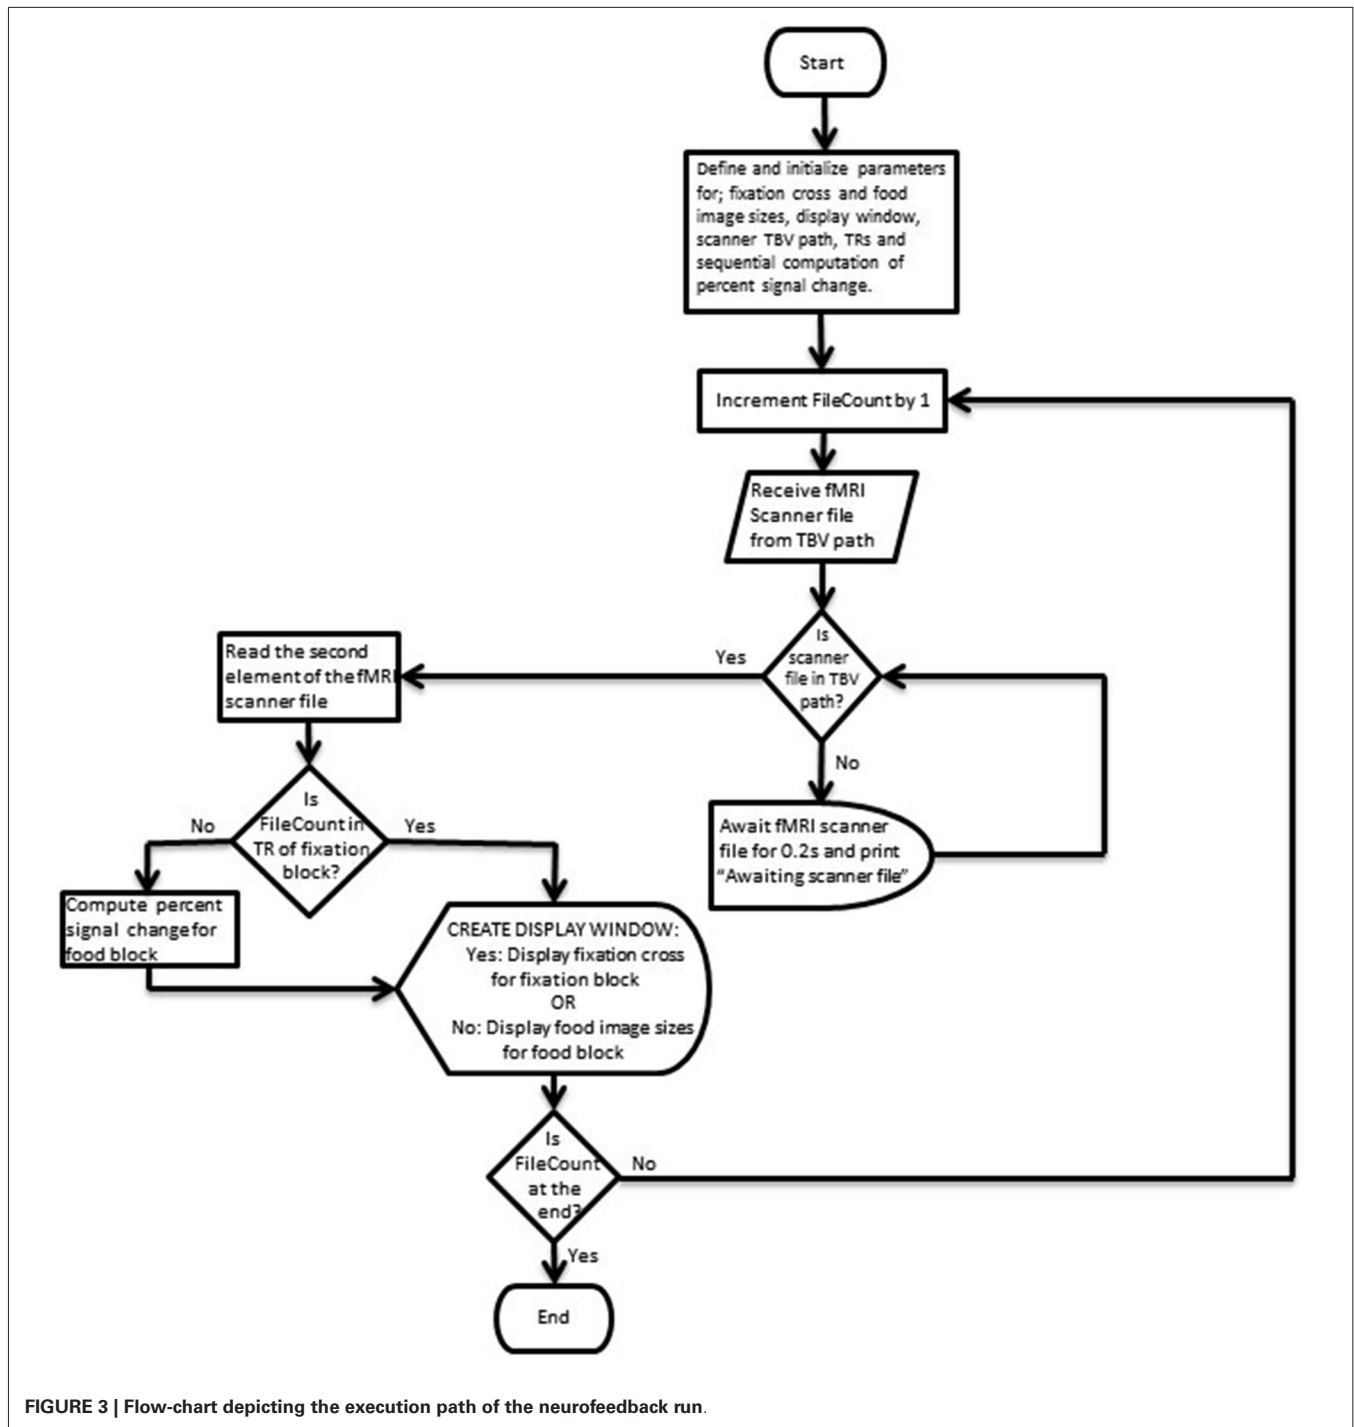 Start
Define and initialize parameters
for; fixation cross and food
image sizes, display window,
scanner TBV path, TRs and
sequential computation of
percent signal change.
Increment FileCount by 1
Receive fMRI
Scanner file
from TBV path
Is
scanner
file in TBV
path?
Yes
No
Read the second
element of the fMRI
scanner file
Await fMRI scanner
file for 0.2s and print
“Awaiting scanner file”
Is
FileCount in
TR of fixation
block?
No
Yes
Compute percent
signal change for
food block
CREATE DISPLAY WINDOW:
Yes: Display fixation cross
for fixation block
OR
No: Display food image sizes
for food block
Is
FileCount
at the
end?
No
Yes
End
FIGURE 3 | Flow-chart depicting the execution path of the neurofeedback run.